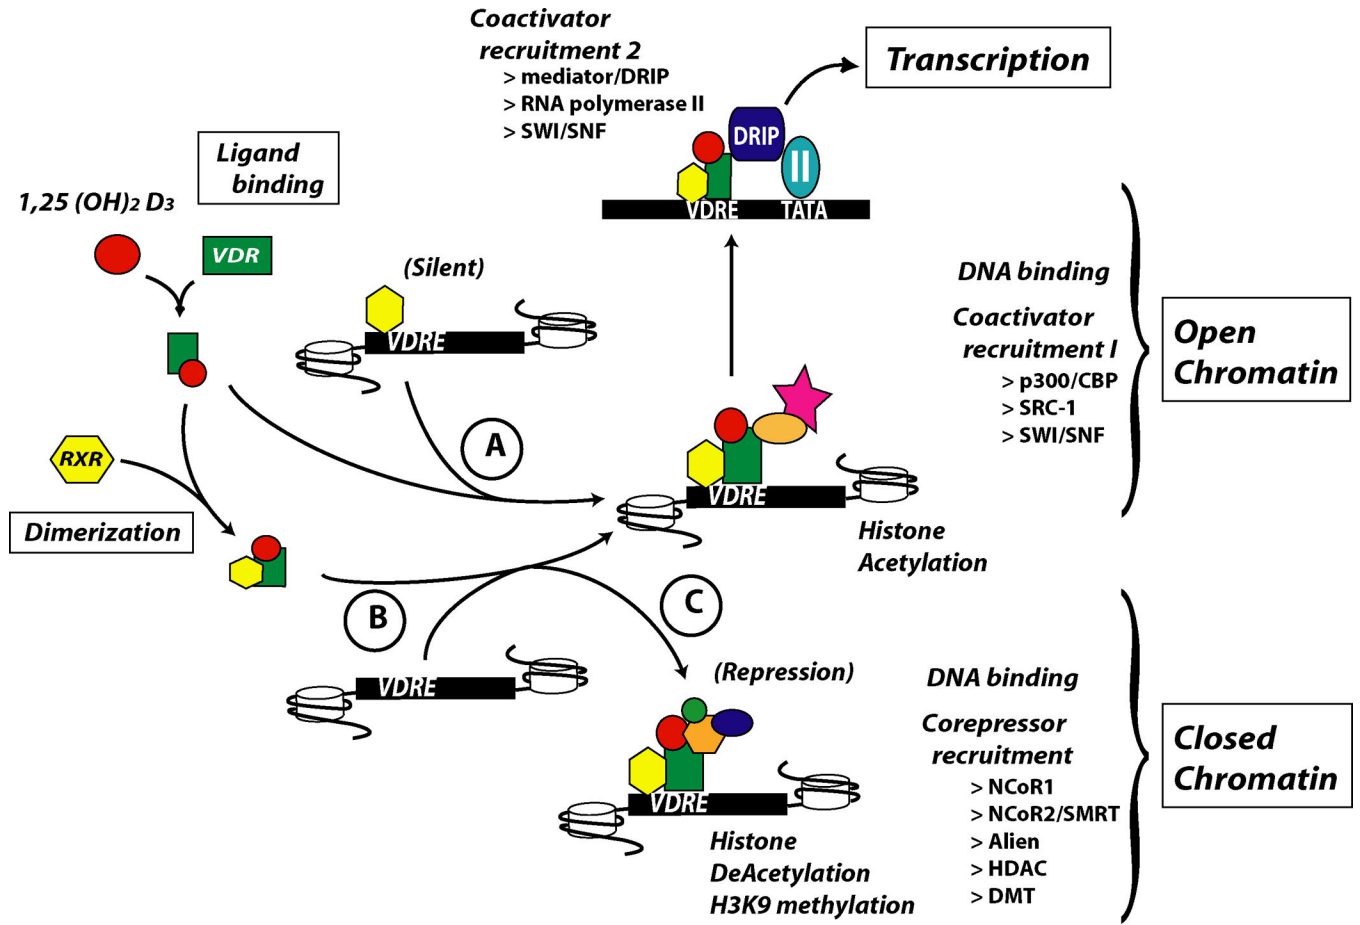 Coactivator
recruitment 2
> mediator/DRIP
> RNA polymerase II
> SWI/SNF
Transcription
DRIP
II
VDRE
TATA
Ligand
binding
1,25 (OH)₂ D₃
VDR
(Silent)
VDRE
RXR
Dimerization
A
VDRE
Histone
Acetylation
DNA binding
Coactivator
recruitment I
> p300/CBP
> SRC-1
> SWI/SNF
Open
Chromatin
B
VDRE
C
(Repression)
VDRE
Histone
DeAcetylation
H3K9 methylation
DNA binding
Corepressor
recruitment
> NCoR1
> NCoR2/SMRT
> Alien
> HDAC
> DMT
Closed
Chromatin